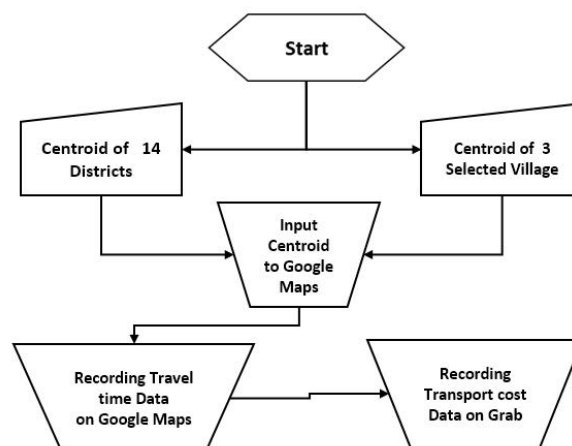 Start
Centroid of 14
Districts
Centroid of 3
Selected Village
Input
Centroid
to Google
Maps
Recording Travel
time Data
on Google Maps
Recording
Transport cost
Data on Grab